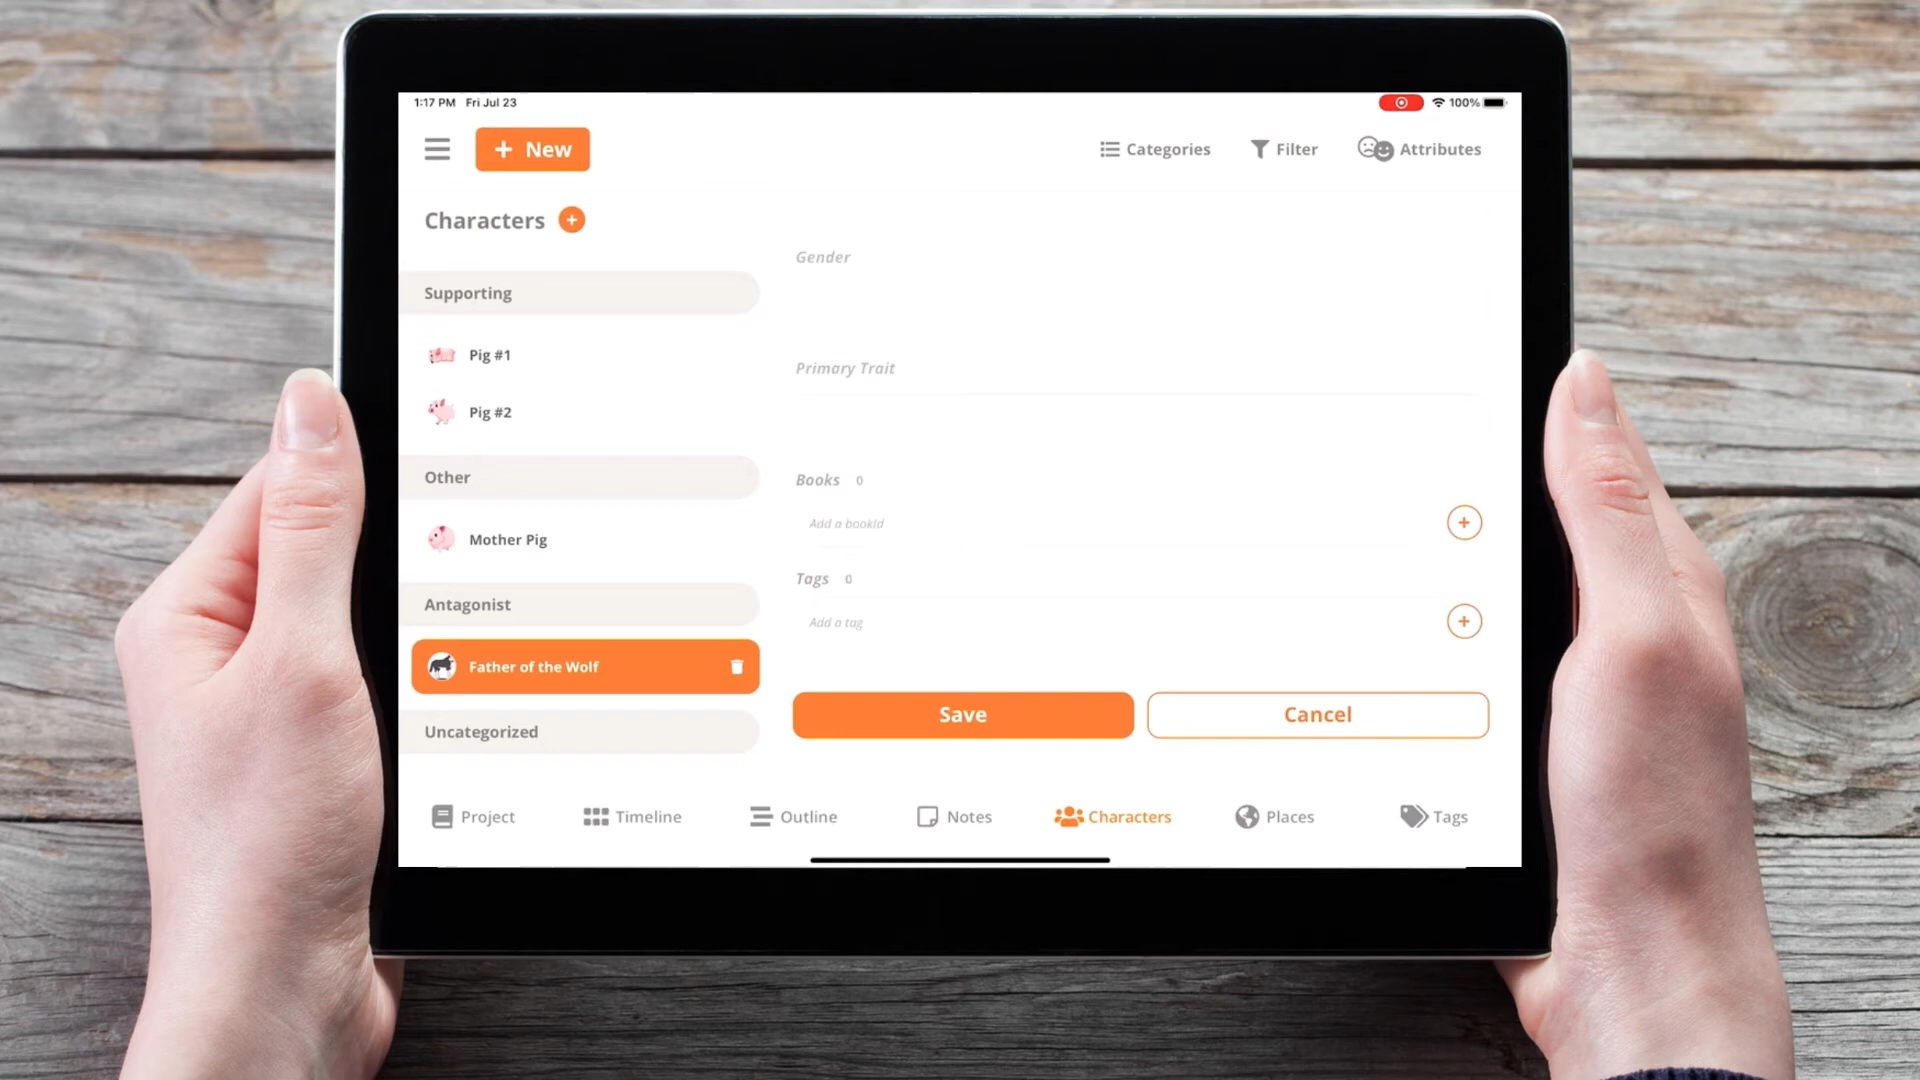 1:17 PM Fri Jul 23
100%
+ New
Categories
Filter
Attributes
Characters +
Gender
Supporting
Pig #1
Primary Trait
Pig #2
Other
Books 0
Add a bookId
+
Mother Pig
Tags 0
Antagonist
Add a tag
+
Father of the Wolf
Save
Cancel
Uncategorized
Project
Timeline
Outline
Notes
Characters
Places
Tags